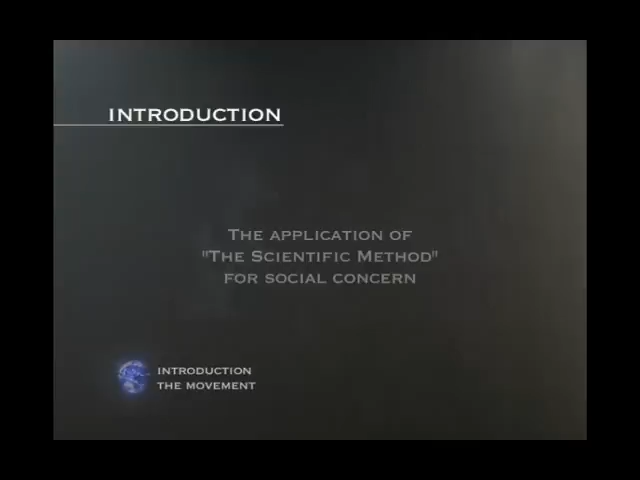 INTRODUCTION
THE APPLICATION OF
"THE SCIENTIFIC METHOD"
FOR SOCIAL CONCERN
INTRODUCTION
THE MOVEMENT